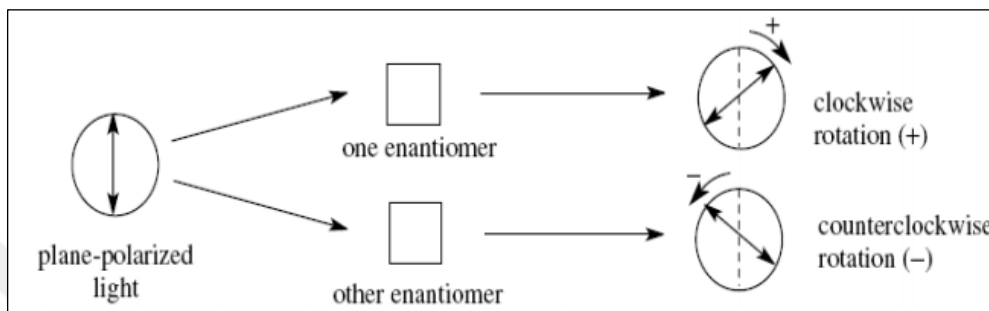 +
one enantiomer
clockwise
rotation (+)
plane-polarized
light
−
other enantiomer
counterclockwise
rotation (−)